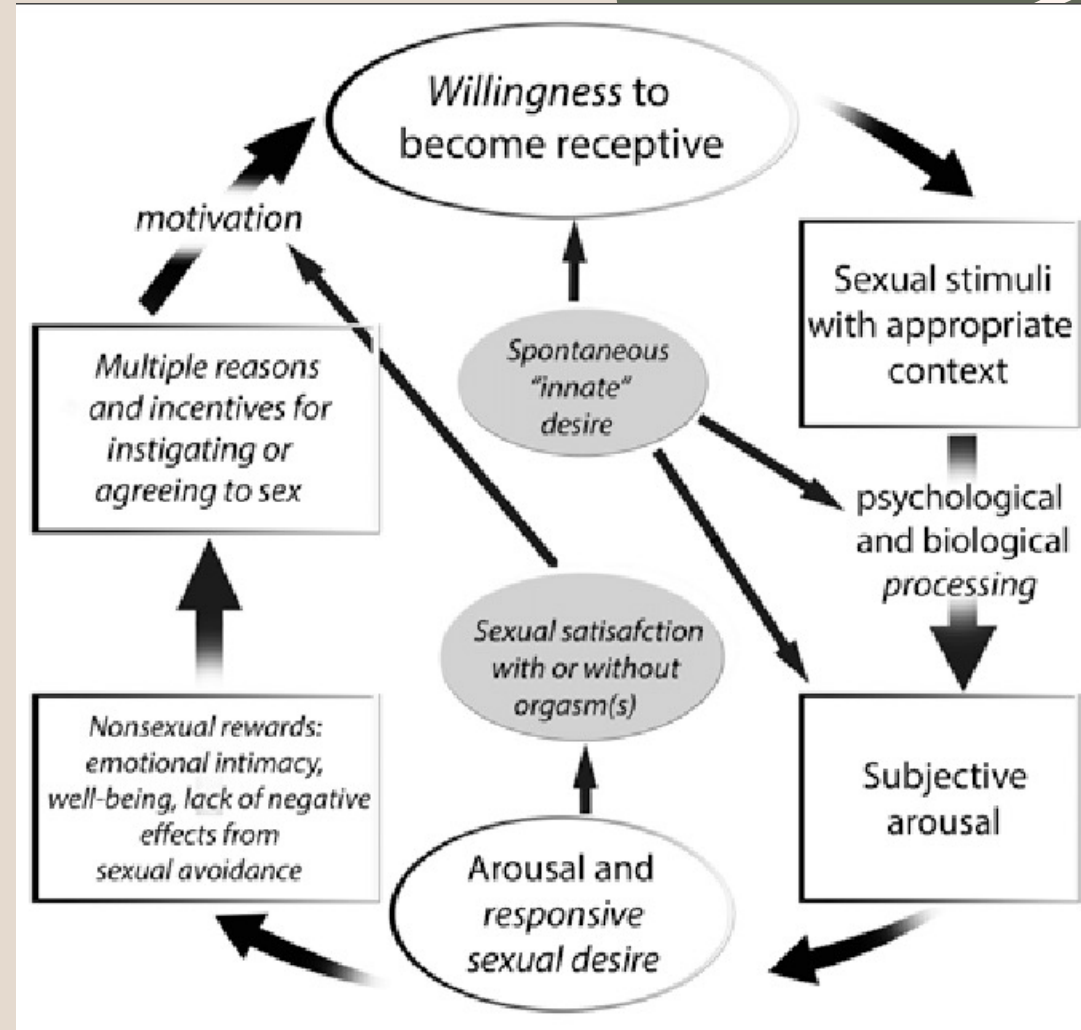 Willingness to
become receptive
motivation
Sexual stimuli
with appropriate
context
Spontaneous
"innate"
desire
Multiple reasons
and incentives for
instigating or
agreeing to sex
psychological
and biological
processing
Sexual satisafction
with or without
orgasm(s)
Nonsexual rewards:
emotional intimacy,
well-being, lack of negative
effects from
sexual avoidance
Subjective
arousal
Arousal and
responsive
sexual desire